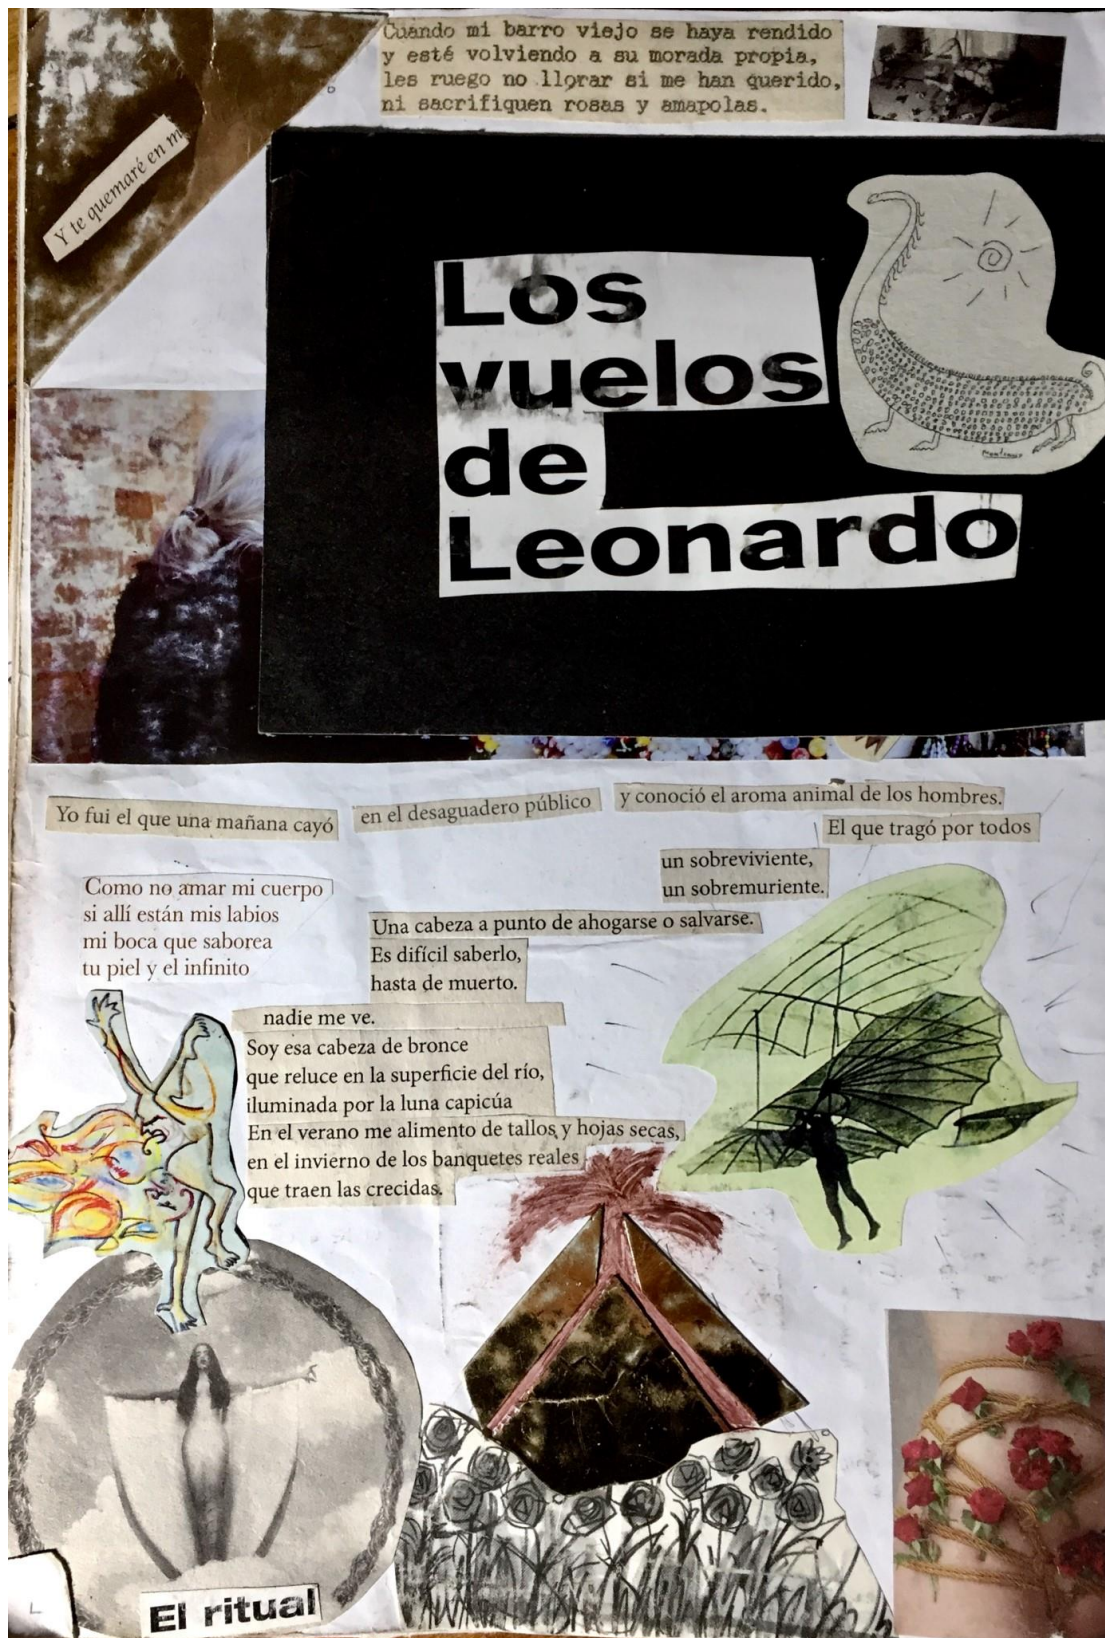 Cuando mi barro viejo se haya rendido
y esté volviendo a su morada propia,
les ruego no llorar si me han querido,
ni sacrifiquen rosas y amapolas.
Y te quemaré en m
Los
vuelos
de
Leonardo
Yo fui el que una mañana cayó
en el desaguadero público
y conoció el aroma animal de los hombres.
El que tragó por todos
un sobreviviente,
un sobremuriente.
Como no amar mi cuerpo
si allí están mis labios
mi boca que saborea
tu piel y el infinito
Una cabeza a punto de ahogarse o salvarse.
Es difícil saberlo,
hasta de muerto.
nadie me ve.
Soy esa cabeza de bronce
que reluce en la superficie del río,
iluminada por la luna capicúa
En el verano me alimento de tallos y hojas secas,
en el invierno de los banquetes reales
que traen las crecidas.
El ritual